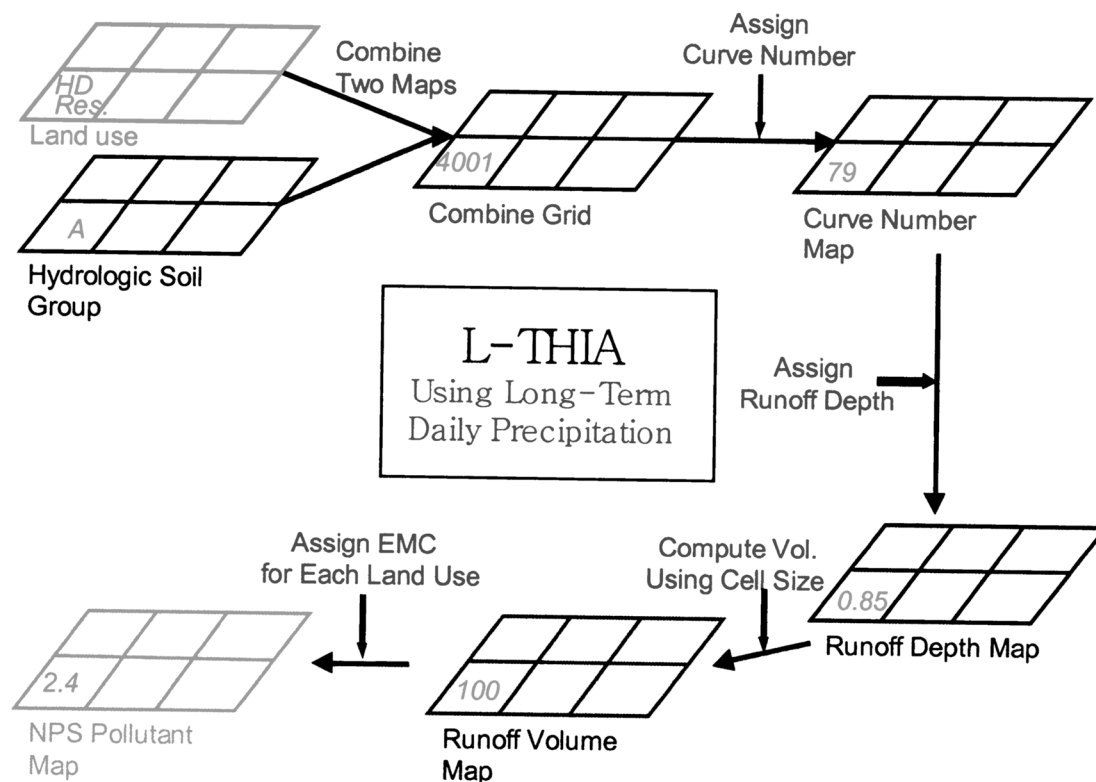 HD
Res.
Land use
Combine
Two Maps
A
Hydrologic Soil
Group
4001
Combine Grid
Assign
Curve Number
79
Curve Number
Map
L-THIA
Using Long-Term
Daily Precipitation
Assign
Runoff Depth
0.85
Runoff Depth Map
Compute Vol.
Using Cell Size
100
Runoff Volume
Map
Assign EMC
for Each Land Use
2.4
NPS Pollutant
Map